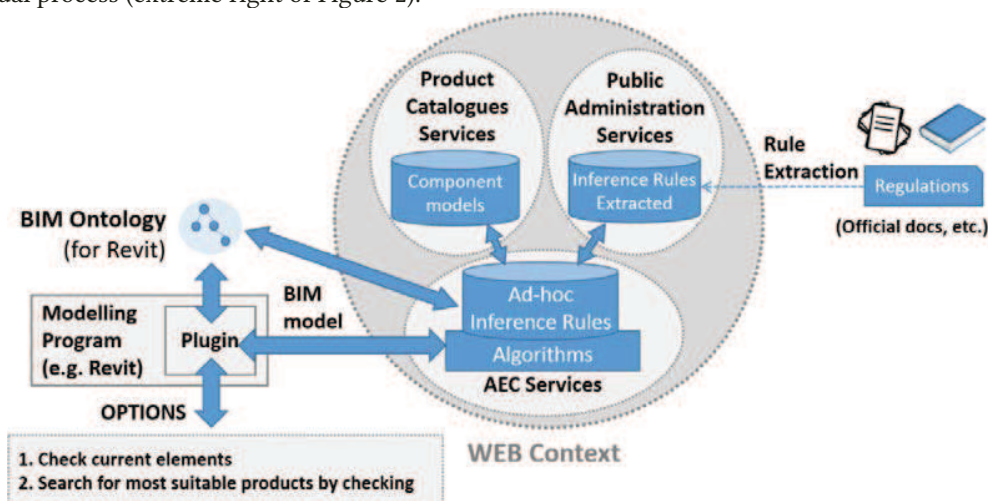 dual process (extreme right of Figure 2).
Product
Catalogues
Services
Component
models
Public
Administration
Services
Inference Rules
Extracted
Rule
Extraction
Regulations
(Official docs, etc.)
BIM Ontology
(for Revit)
BIM
model
Modelling
Program
(e.g. Revit)
Plugin
Ad-hoc
Inference Rules
Algorithms
AEC Services
OPTIONS
WEB Context
1. Check current elements
2. Search for most suitable products by checking